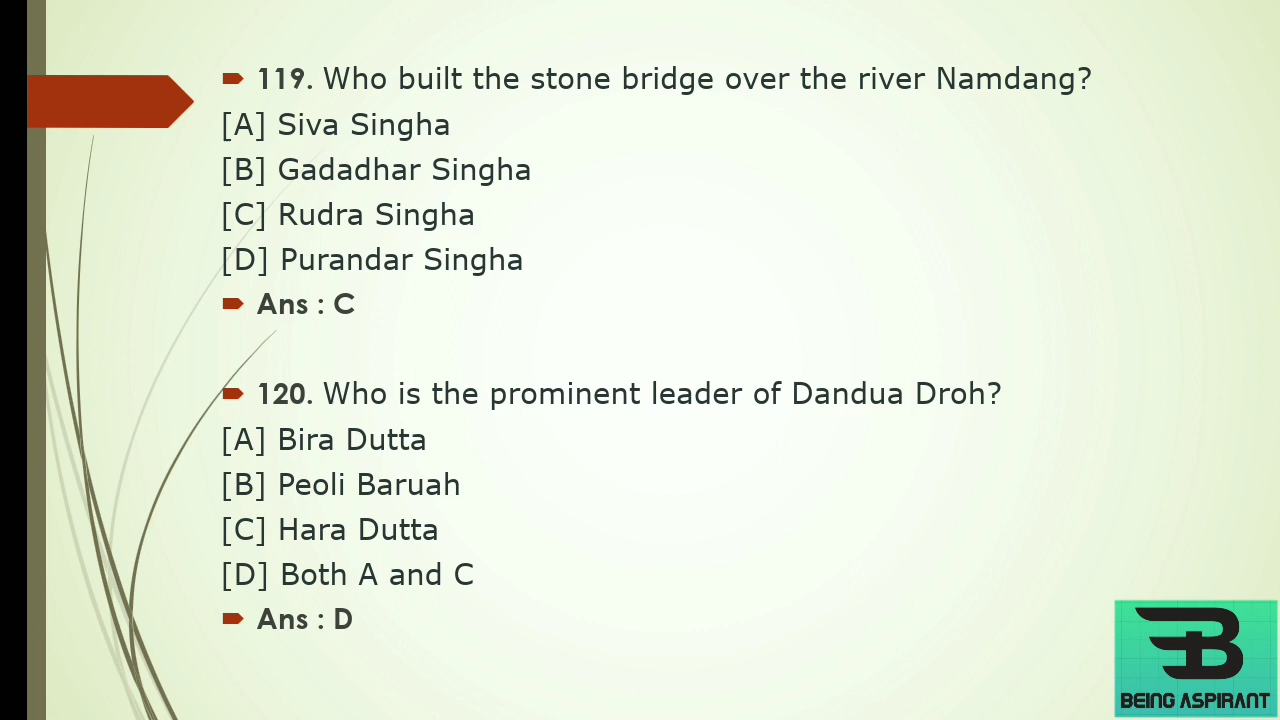 119. Who built the stone bridge over the river Namdang?
[A] Siva Singha
[B] Gadadhar Singha
[C] Rudra Singha
[D] Purandar Singha
Ans : C
120. Who is the prominent leader of Dandua Droh?
[A] Bira Dutta
[B] Peoli Baruah
[C] Hara Dutta
[D] Both A and C
Ans : D
BEING ASPIRANT